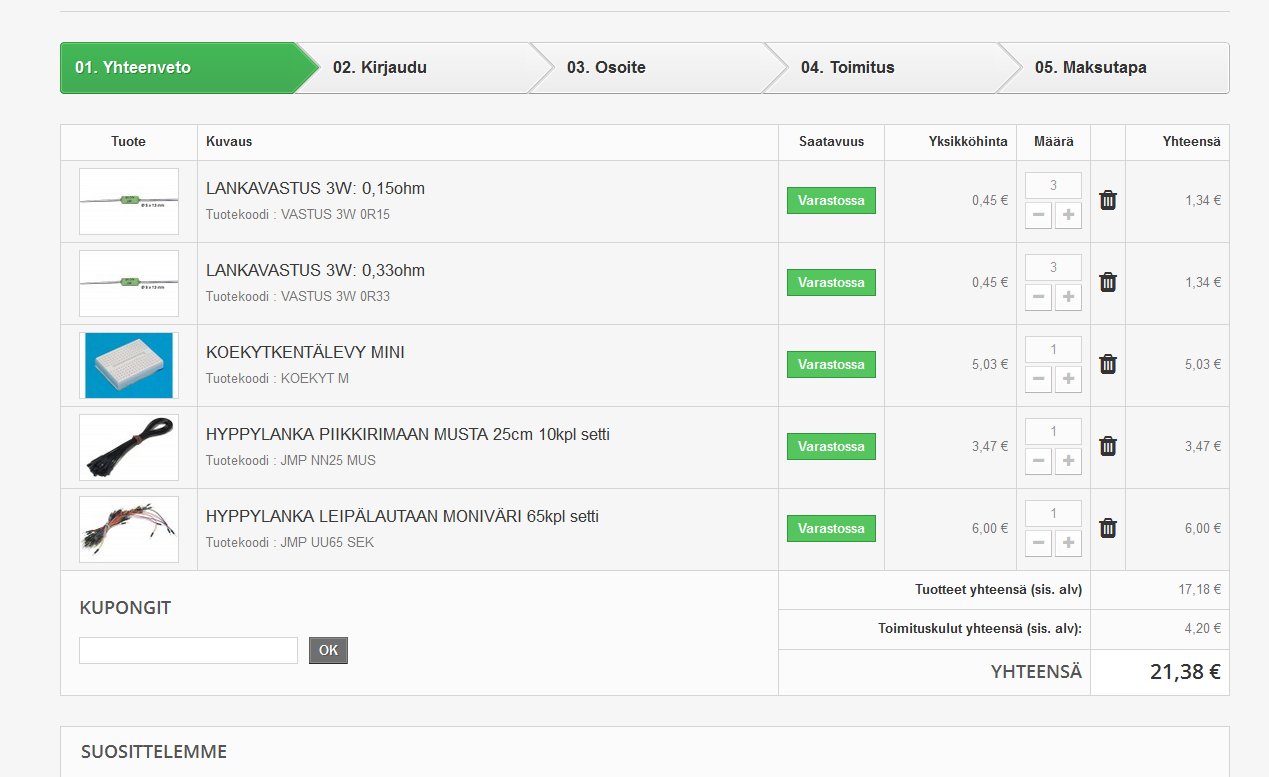 01. Yhteenveto 02. Kirjaudu 03. Osoite 04. Toimitus 05. Maksutapa
Tuote Kuvaus Saatavuus Yksikköhinta Määrä Yhteensä
LANKAVASTUS 3W: 0,15ohm
Tuotekoodi : VASTUS 3W 0R15
Varastossa 0,45 € 3 1,34 €
LANKAVASTUS 3W: 0,33ohm
Tuotekoodi : VASTUS 3W 0R33
Varastossa 0,45 € 3 1,34 €
KOEKYTKENTÄLEVY MINI
Tuotekoodi : KOEKYT M
Varastossa 5,03 € 1 5,03 €
HYPPYLANKA PIIKKIRIMAAN MUSTA 25cm 10kpl setti
Tuotekoodi : JMP NN25 MUS
Varastossa 3,47 € 1 3,47 €
HYPPYLANKA LEIPÄLAUTAAN MONIVÄRI 65kpl setti
Tuotekoodi : JMP UU65 SEK
Varastossa 6,00 € 1 6,00 €
KUPONGIT
OK
Tuotteet yhteensä (sis. alv) 17,18 €
Toimituskulut yhteensä (sis. alv): 4,20 €
YHTEENSÄ 21,38 €
SUOSITTELEMME